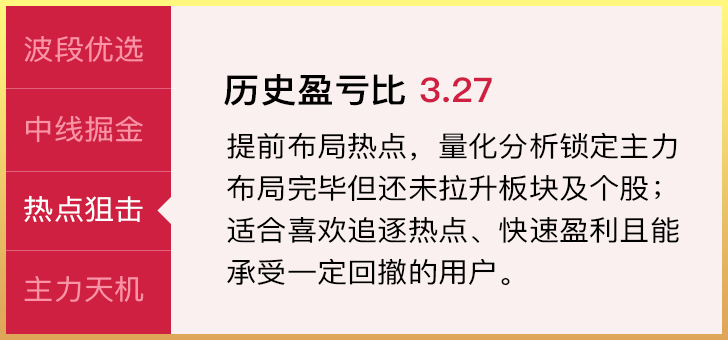 波段优选
中线掘金
热点狙击
主力天机
历史盈亏比 3.27
提前布局热点，量化分析锁定主力
布局完毕但还未拉升板块及个股；
适合喜欢追逐热点、快速盈利且能
承受一定回撤的用户。